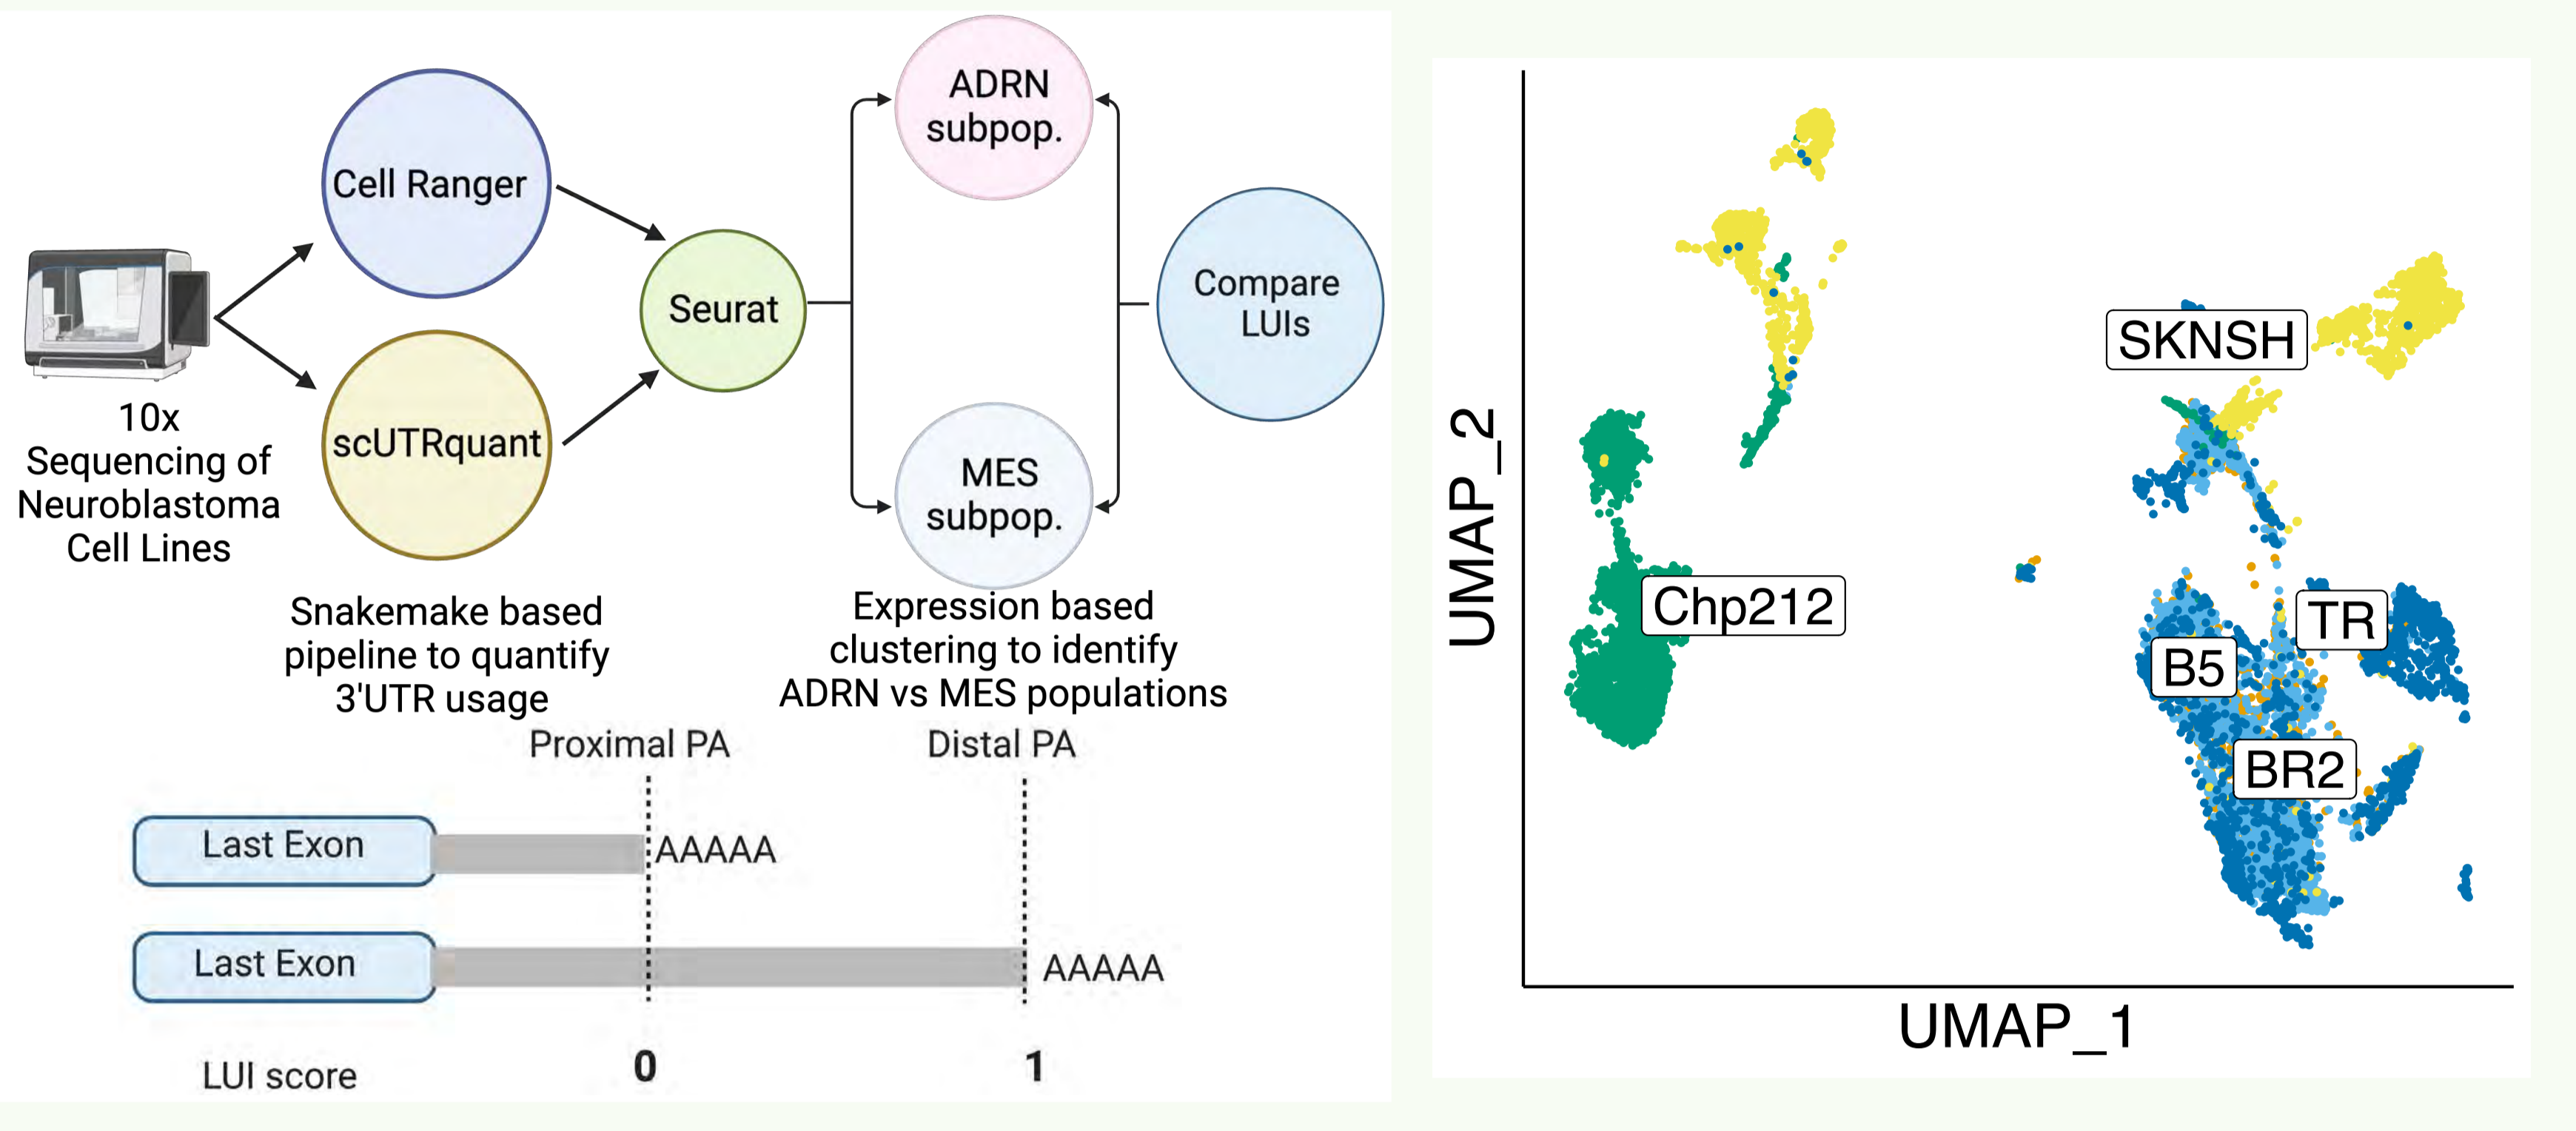 ADRN
subpop.
Cell Ranger
Seurat
Compare
LUIs
scUTRquant
MES
subpop.
10x
Sequencing of
Neuroblastoma
Cell Lines
Snakemake based
pipeline to quantify
3'UTR usage
Expression based
clustering to identify
ADRN vs MES populations
Proximal PA
Distal PA
Last Exon
AAAAA
Last Exon
AAAAA
LUI score
0
1
UMAP_2
SKNSH
Chp212
TR
B5
BR2
UMAP_1